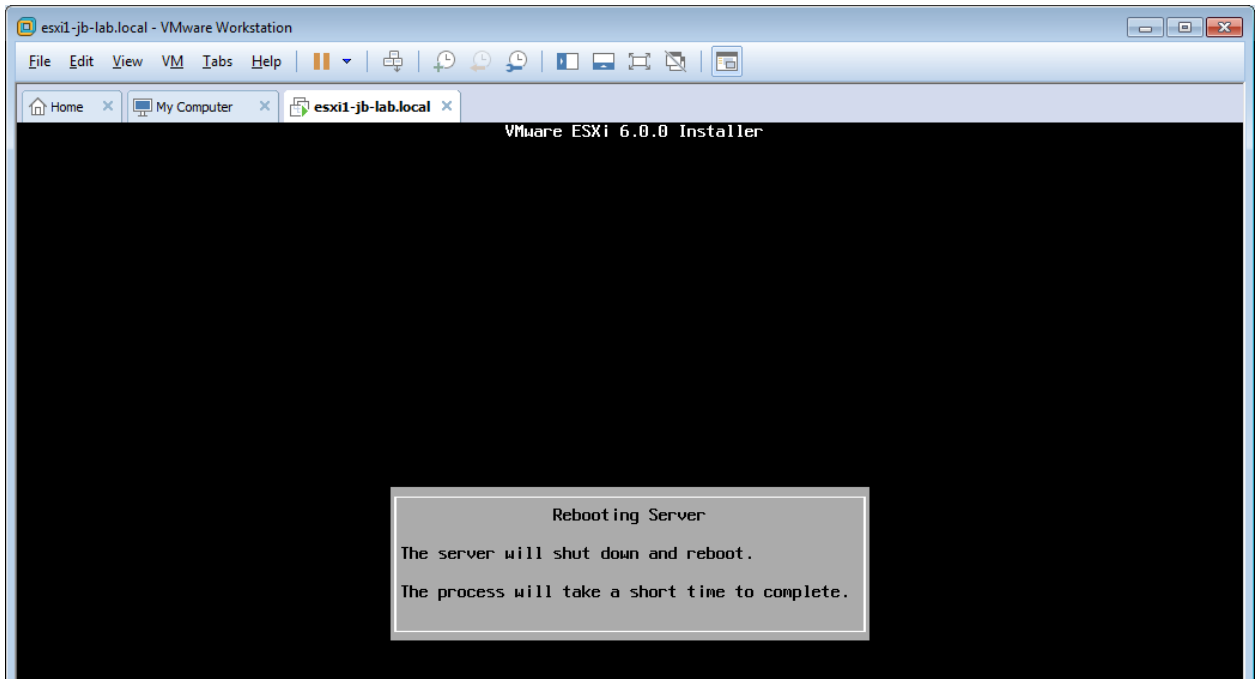 esxi1-jb-lab.local - VMware Workstation
File Edit View VM Tabs Help
Home My Computer esxi1-jb-lab.local
VMware ESXi 6.0.0 Installer
Rebooting Server
The server will shut down and reboot.
The process will take a short time to complete.